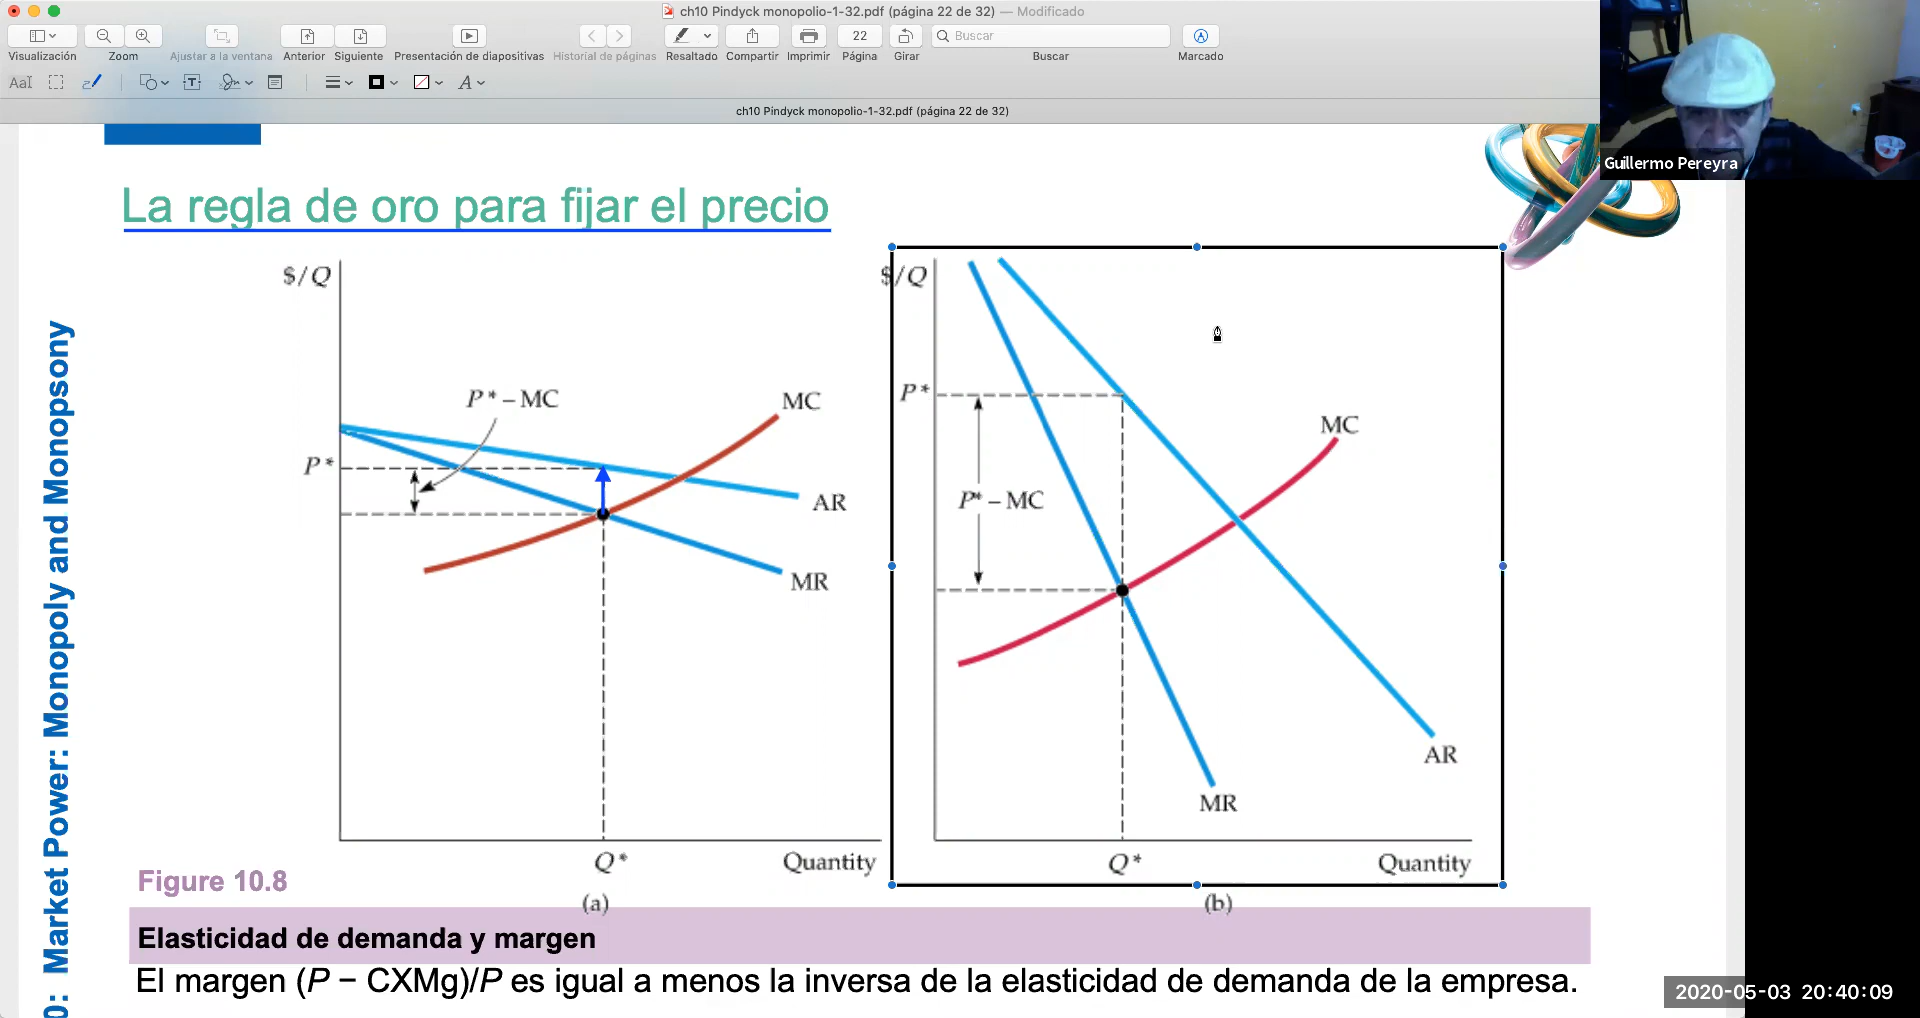 ch10 Pindyck monopolio-1-32.pdf (página 22 de 32) — Modificado
22
Buscar
Visualización
Zoom
Ajustar a la ventana
Anterior
Siguiente
Presentación de diapositivas
Historial de páginas
Resaltado
Compartir
Imprimir
Página
Girar
Buscar
Marcado
AaI
T
A
ch10 Pindyck monopolio-1-32.pdf (página 22 de 32)
Guillermo Pereyra
La regla de oro para fijar el precio
0: Market Power: Monopoly and Monopsony
$/Q
P* – MC
MC
P*
AR
MR
Q*
Quantity
(a)
$/Q
P*
MC
P* – MC
AR
MR
Q*
Quantity
(b)
Figure 10.8
Elasticidad de demanda y margen
El margen (P − CXMg)/P es igual a menos la inversa de la elasticidad de demanda de la empresa.
2020-05-03 20:40:09